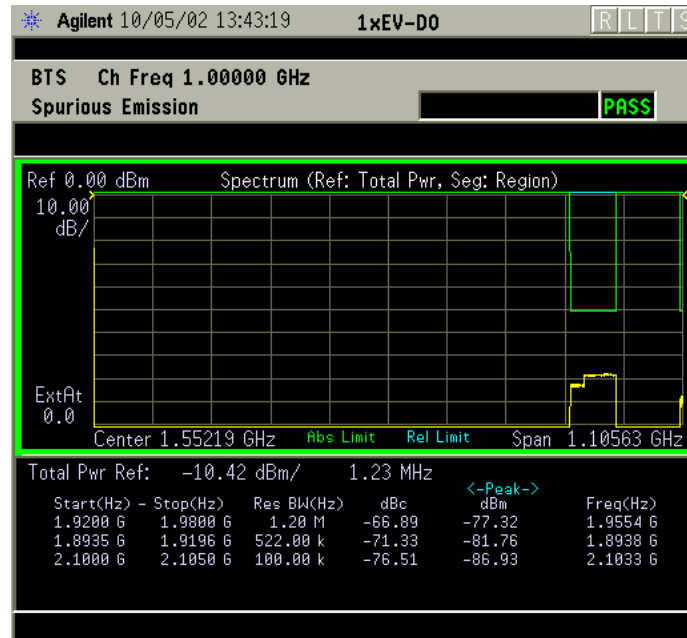 Agilent 10/05/02 13:43:19 1xEV-DO R L T S
BTS Ch Freq 1.00000 GHz
Spurious Emission PASS
Ref 0.00 dBm Spectrum (Ref: Total Pwr, Seg: Region)
10.00
dB/
ExtAt
0.0
Center 1.55219 GHz Abs Limit Rel Limit Span 1.10563 GHz
Total Pwr Ref: -10.42 dBm/ 1.23 MHz
<-Peak->
Start(Hz) - Stop(Hz) Res BW(Hz) dBc dBm Freq(Hz)
1.9200 G 1.9800 G 1.20 M -66.89 -77.32 1.9554 G
1.8935 G 1.9196 G 522.00 k -71.33 -81.76 1.8938 G
2.1000 G 2.1050 G 100.00 k -76.51 -86.93 2.1033 G